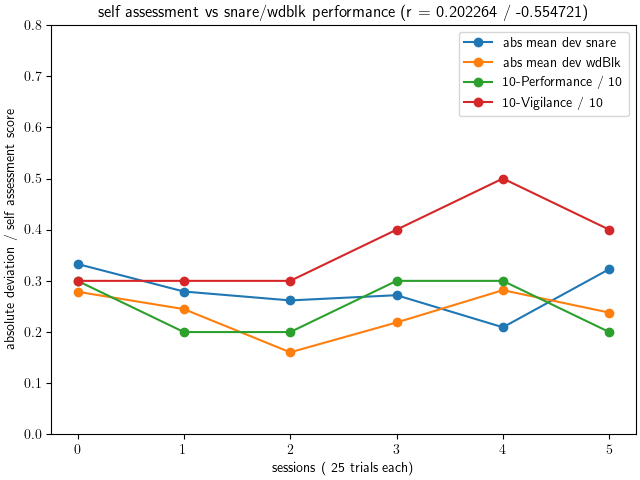 self assessment vs snare/wdblk performance (r = 0.202264 / -0.554721)
abs mean dev snare
abs mean dev wdBlk
10-Performance / 10
10-Vigilance / 10
absolute deviation / self assessment score
0.8
0.7
0.6
0.5
0.4
0.3
0.2
0.1
0.0
0 1 2 3 4 5
sessions ( 25 trials each)